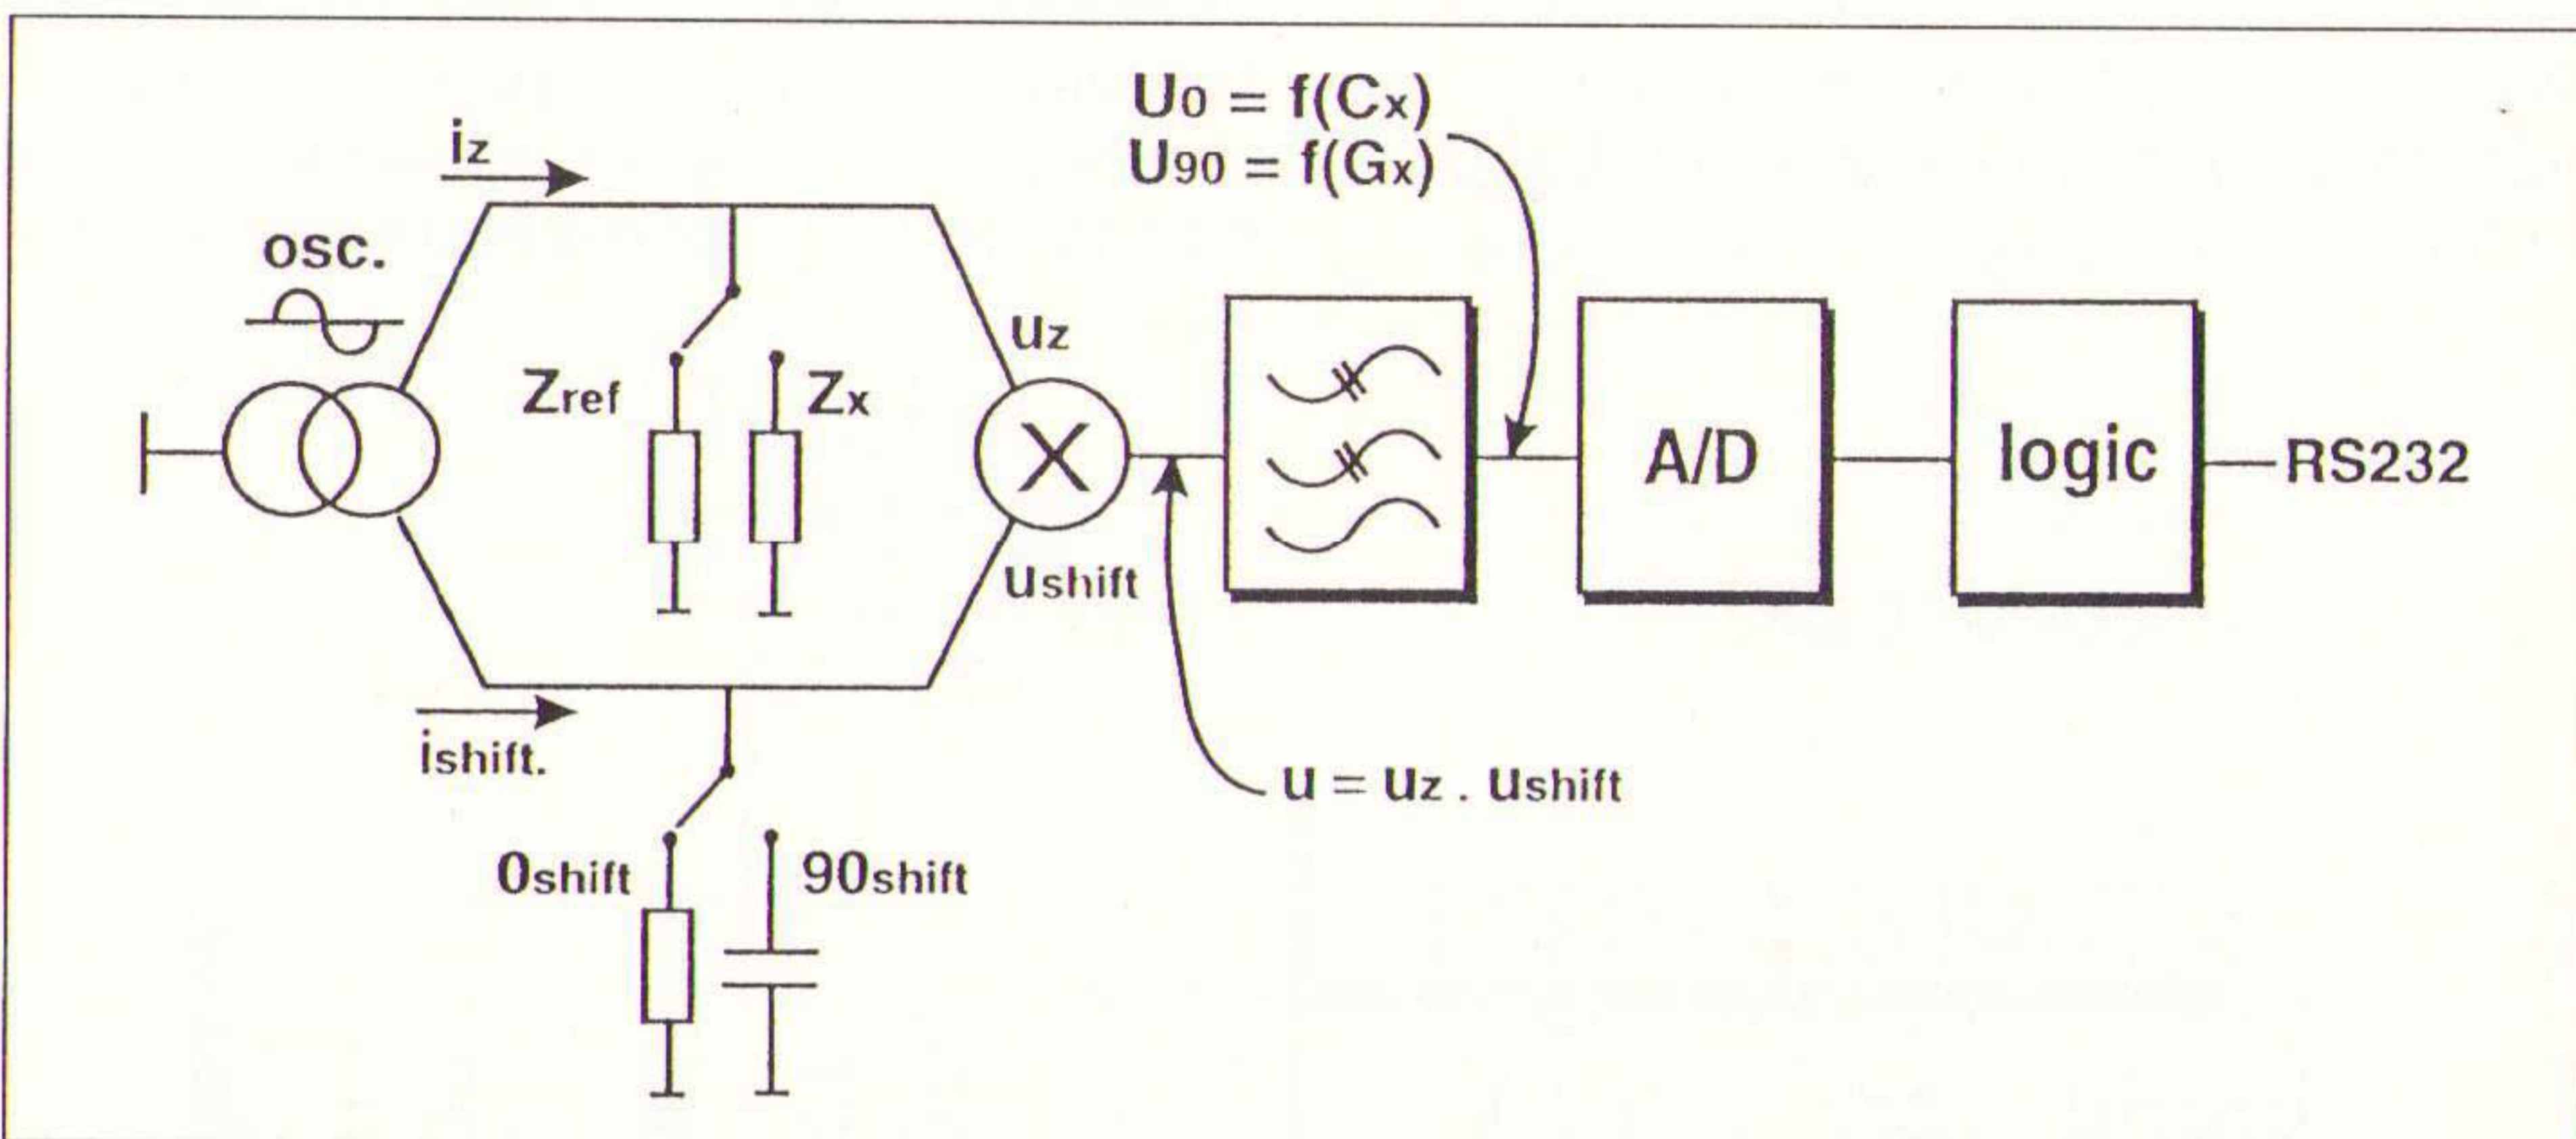 U0 = f(Cx)
U90 = f(Gx)
iz
osc.
uz
Zref
Zx
X
A/D
logic
RS232
ushift
ishift.
u = uz . ushift
0shift
90shift